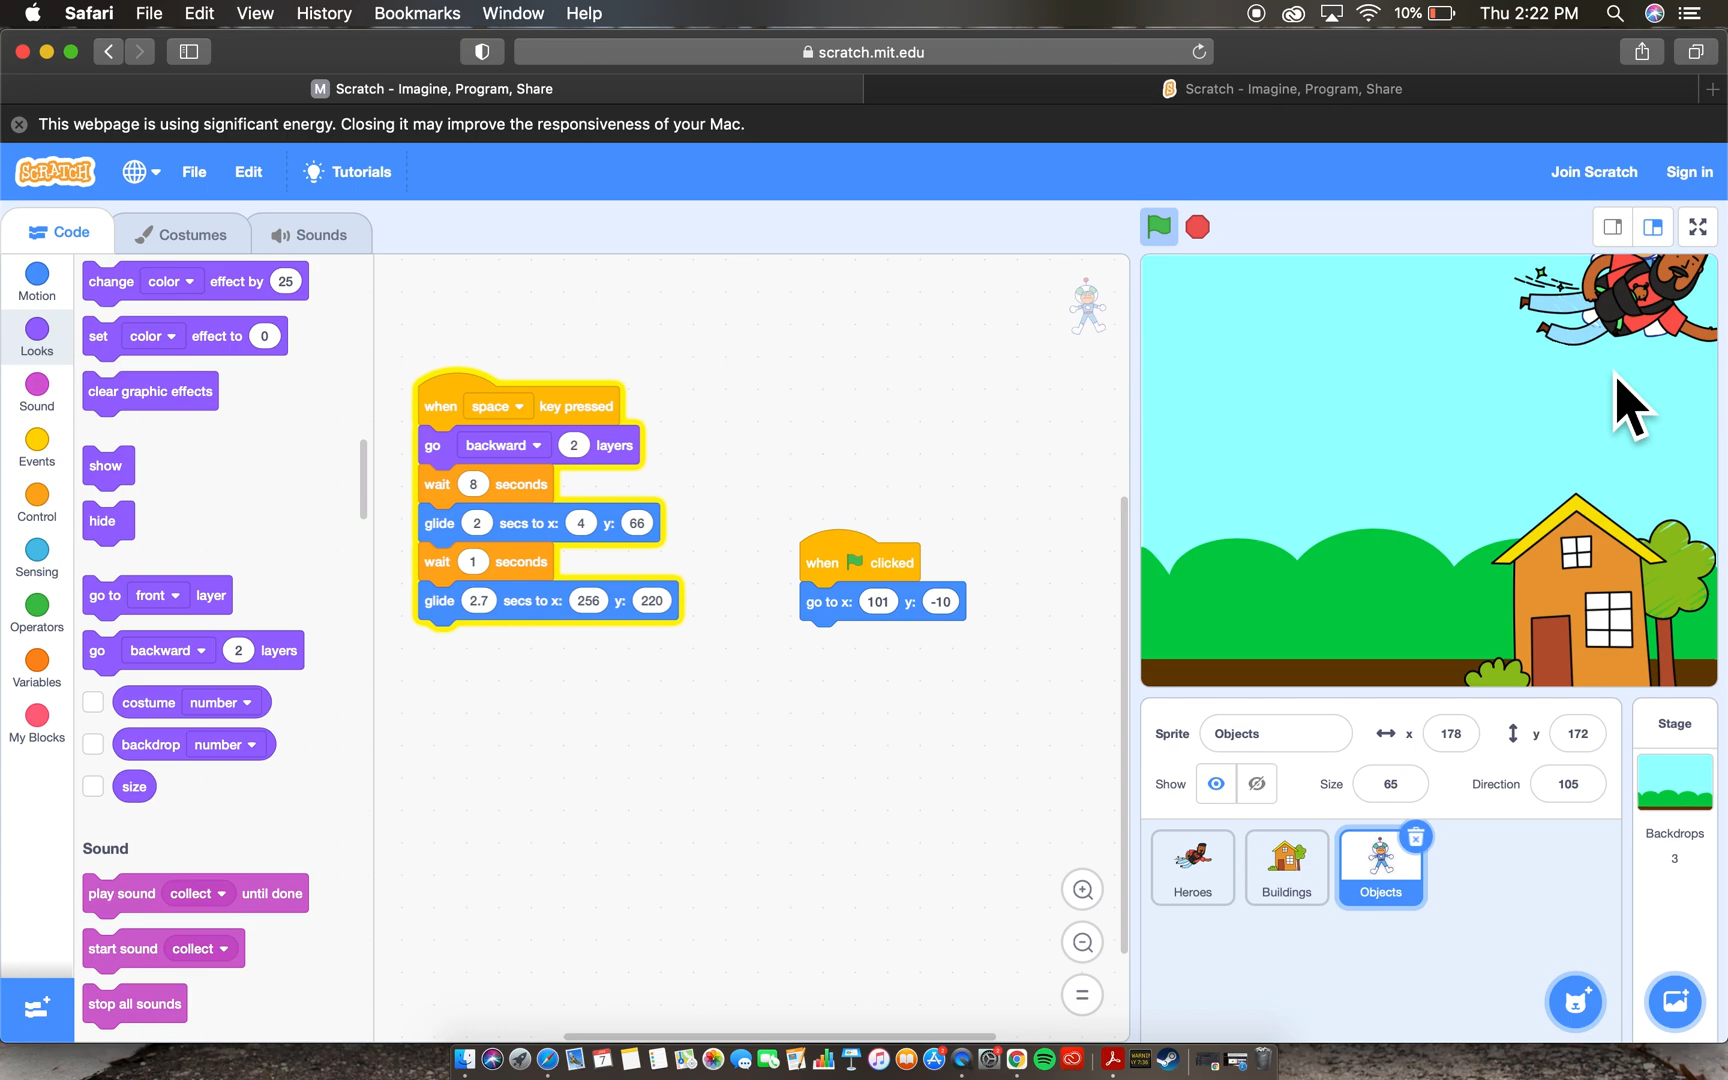 Safari File Edit View History Bookmarks Window Help 10% Thu 2:22 PM
scratch.mit.edu
M Scratch - Imagine, Program, Share
Scratch - Imagine, Program, Share
This webpage is using significant energy. Closing it may improve the responsiveness of your Mac.
SCRATCH File Edit Tutorials Join Scratch Sign in
Code Costumes Sounds
Motion
Looks
Sound
Events
Control
Sensing
Operators
Variables
My Blocks
change color effect by 25
set color effect to 0
clear graphic effects
show
hide
go to front layer
go backward 2 layers
costume number
backdrop number
size
Sound
play sound collect until done
start sound collect
stop all sounds
when space key pressed
go backward 2 layers
wait 8 seconds
glide 2 secs to x: 4 y: 66
wait 1 seconds
glide 2.7 secs to x: 256 y: 220
when clicked
go to x: 101 y: -10
Sprite Objects x 178 y 172
Show Size 65 Direction 105
Heroes
Buildings
Objects
Stage
Backdrops
3